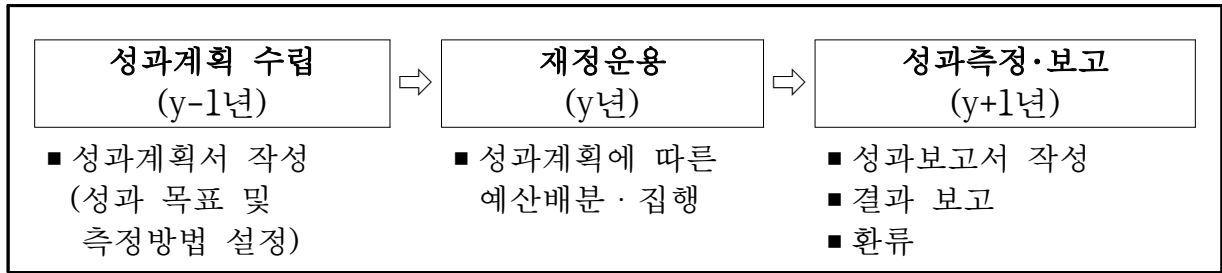 성과계획 수립
(y-1년)
⇨
재정운용
(y년)
⇨
성과측정·보고
(y+1년)
■ 성과계획서 작성
(성과 목표 및
측정방법 설정)
■ 성과계획에 따른
예산배분·집행
■ 성과보고서 작성
■ 결과 보고
■ 환류